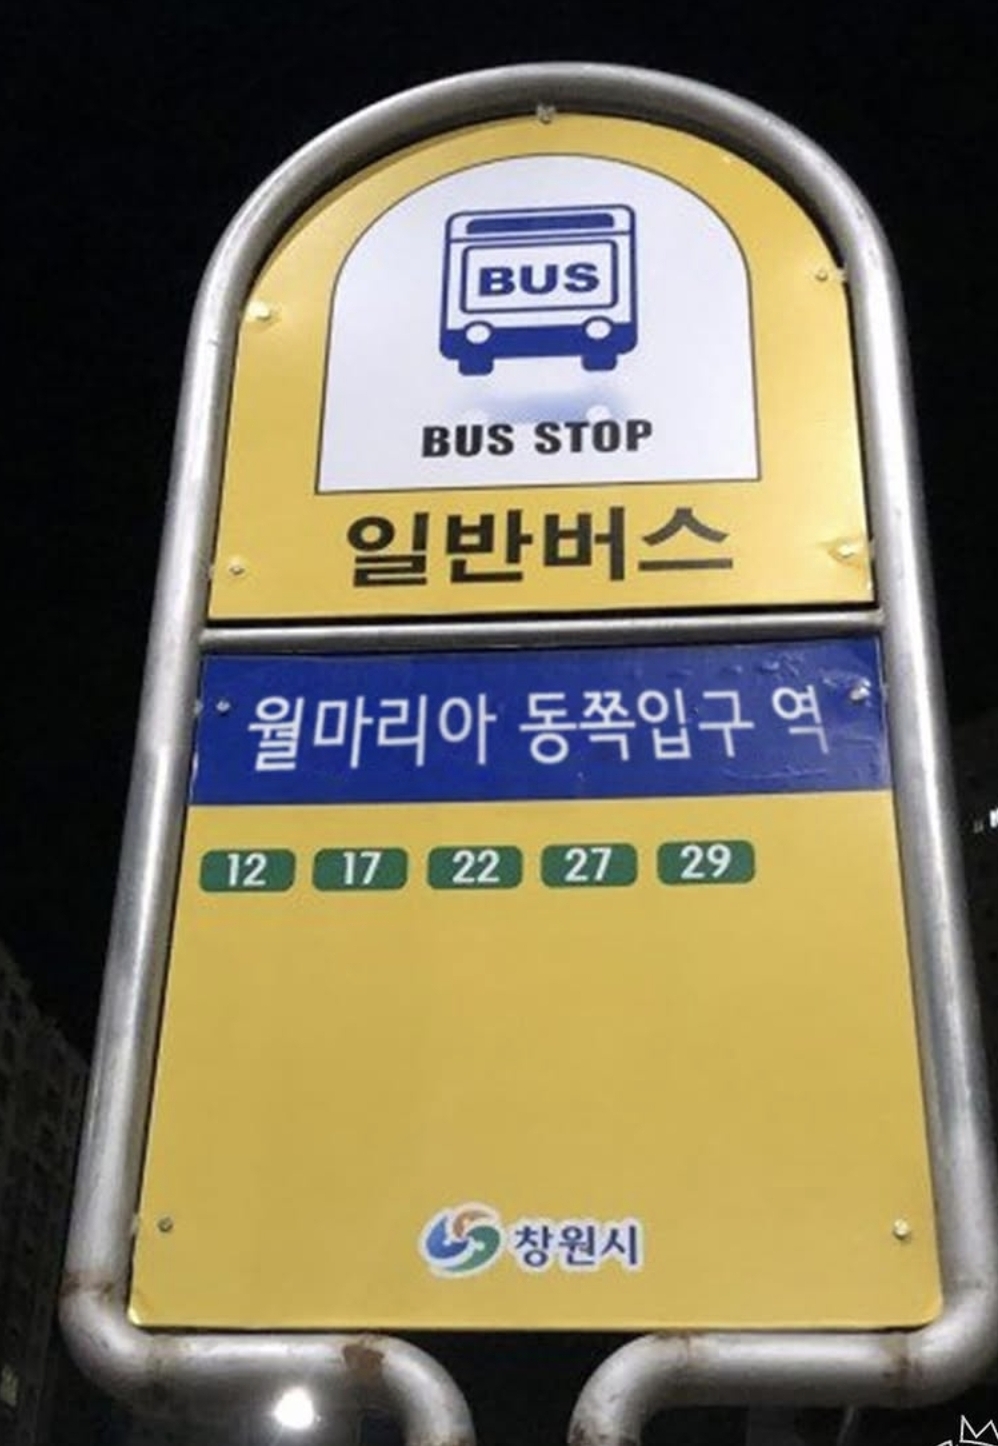 BUS
BUS STOP
일반버스
월마리아 동쪽입구 역
12 17 22 27 29
창원시